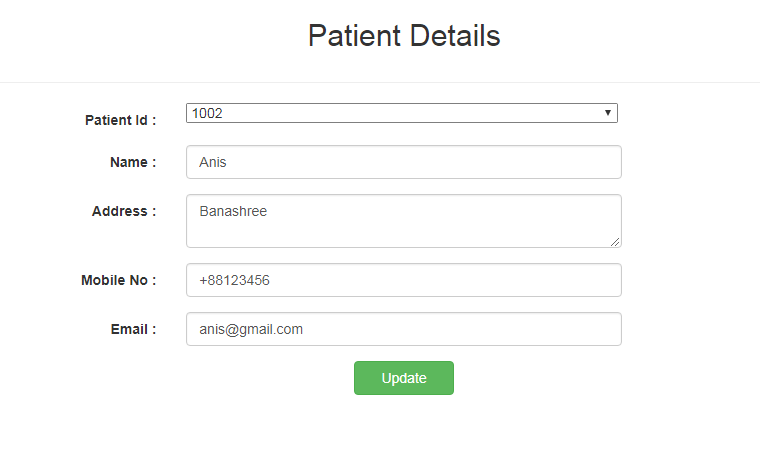 Patient Details
Patient Id : 1002
Name : Anis
Address : Banashree
Mobile No : +88123456
Email : anis@gmail.com
Update